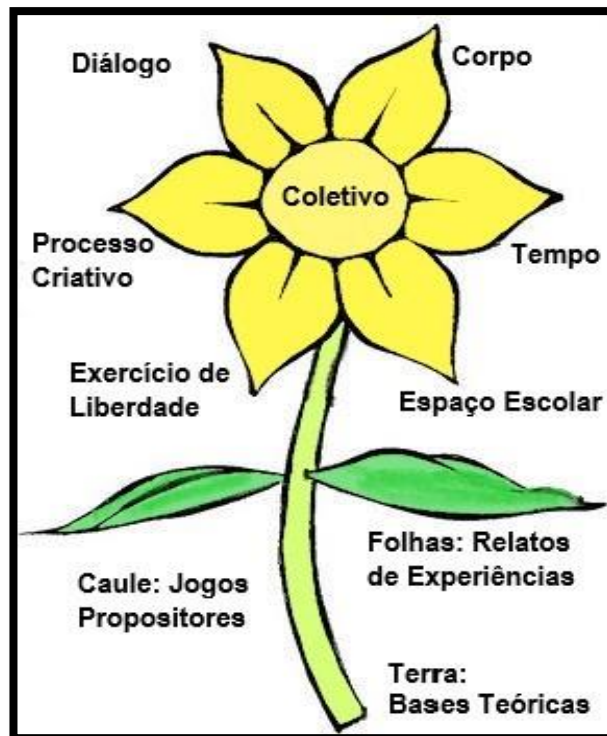 Diálogo
Corpo
Coletivo
Processo
Criativo
Tempo
Exercício de
Liberdade
Espaço Escolar
Folhas: Relatos
de Experiências
Caule: Jogos
Propositores
Terra:
Bases Teóricas